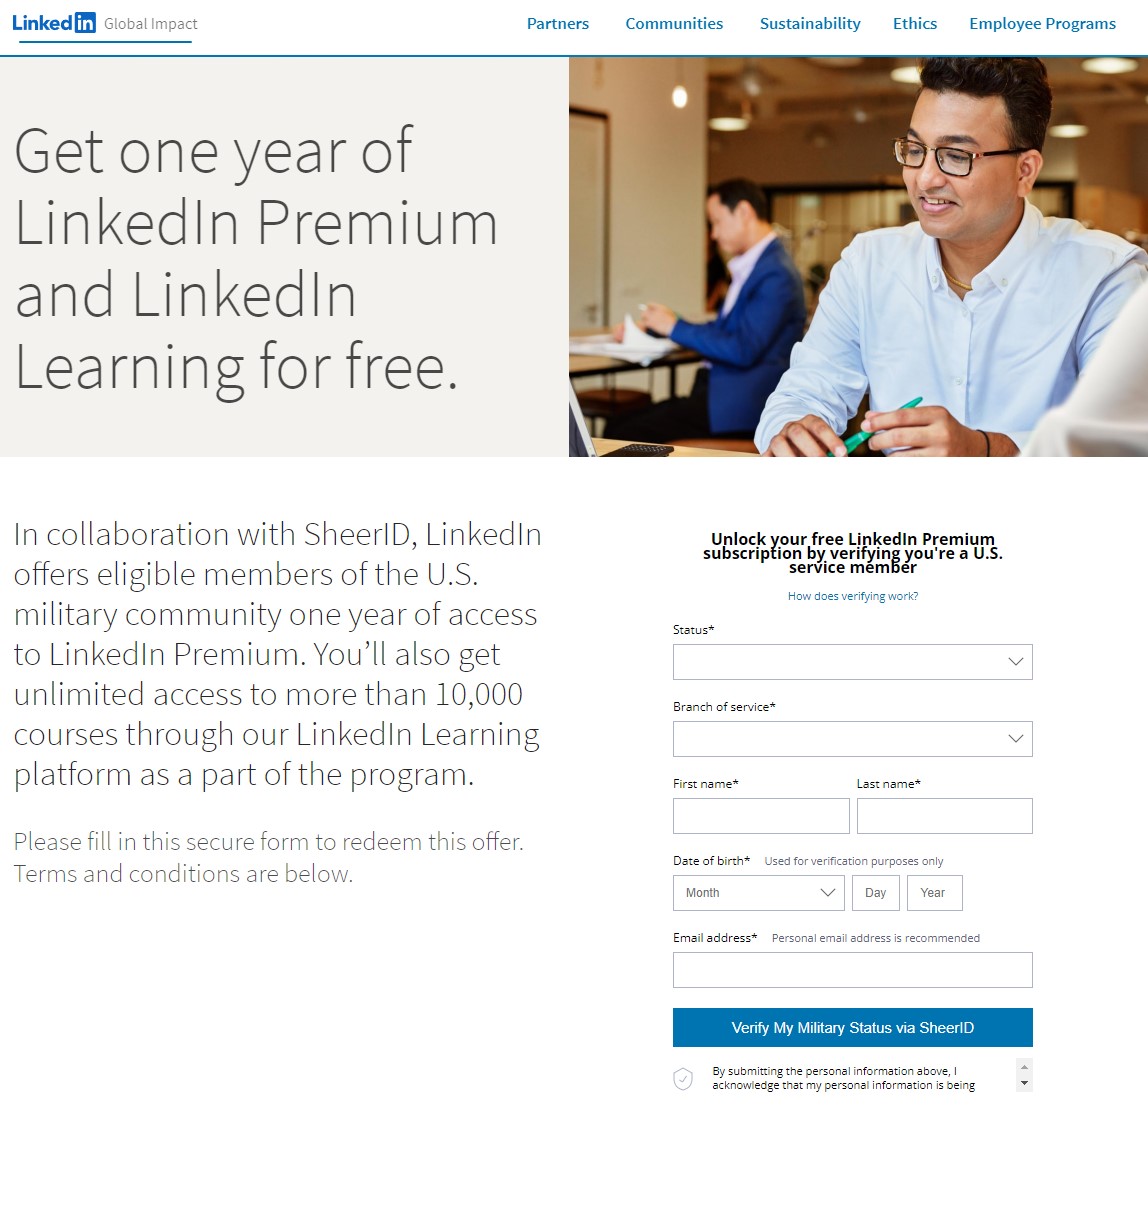 LinkedIn Global Impact
Partners Communities Sustainability Ethics Employee Programs
Get one year of
LinkedIn Premium
and LinkedIn
Learning for free.
In collaboration with SheerID, LinkedIn
offers eligible members of the U.S.
military community one year of access
to LinkedIn Premium. You’ll also get
unlimited access to more than 10,000
courses through our LinkedIn Learning
platform as a part of the program.
Please fill in this secure form to redeem this offer.
Terms and conditions are below.
Unlock your free LinkedIn Premium
subscription by verifying you're a U.S.
service member
How does verifying work?
Status*
Branch of service*
First name* Last name*
Date of birth* Used for verification purposes only
Month Day Year
Email address* Personal email address is recommended
Verify My Military Status via SheerID
By submitting the personal information above, I
acknowledge that my personal information is being